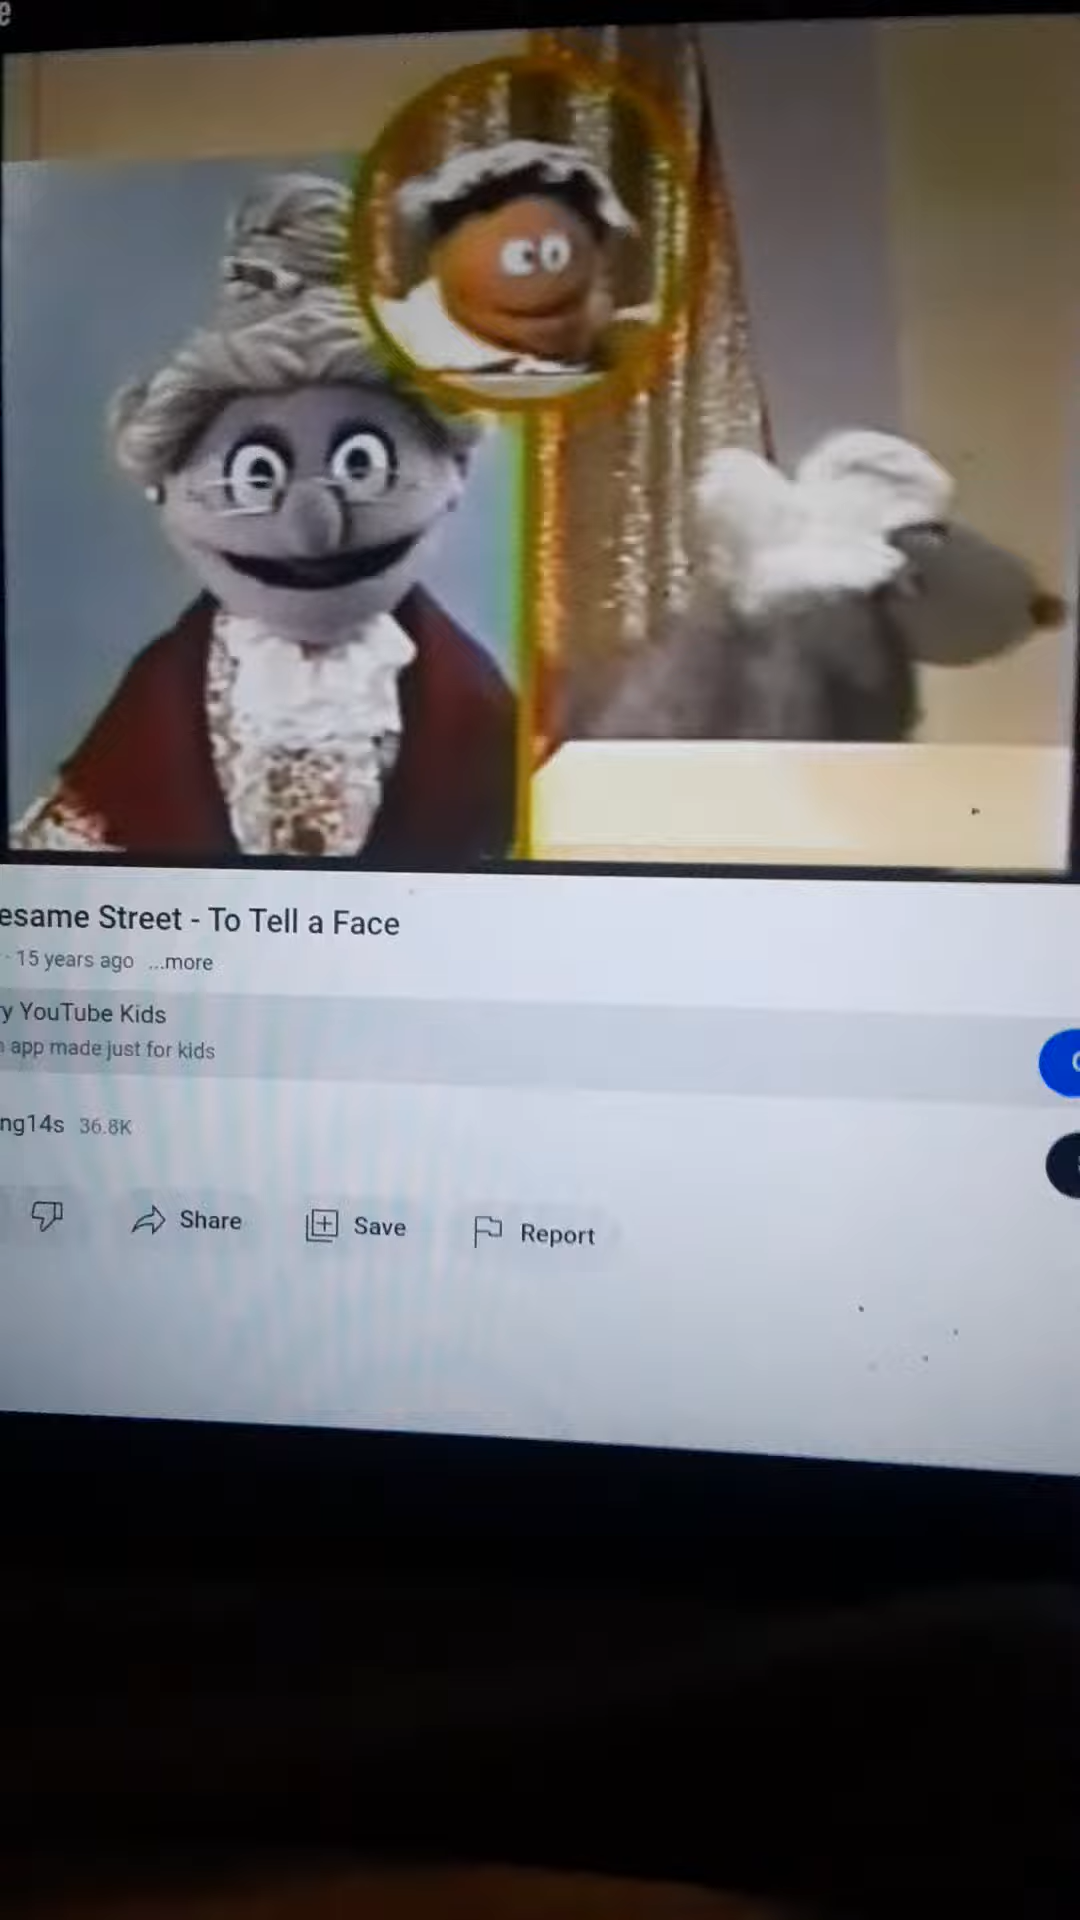 e
esame Street - To Tell a Face
· 15 years ago ...more
y YouTube Kids
app made just for kids
ng14s 36.8K
Share Save Report